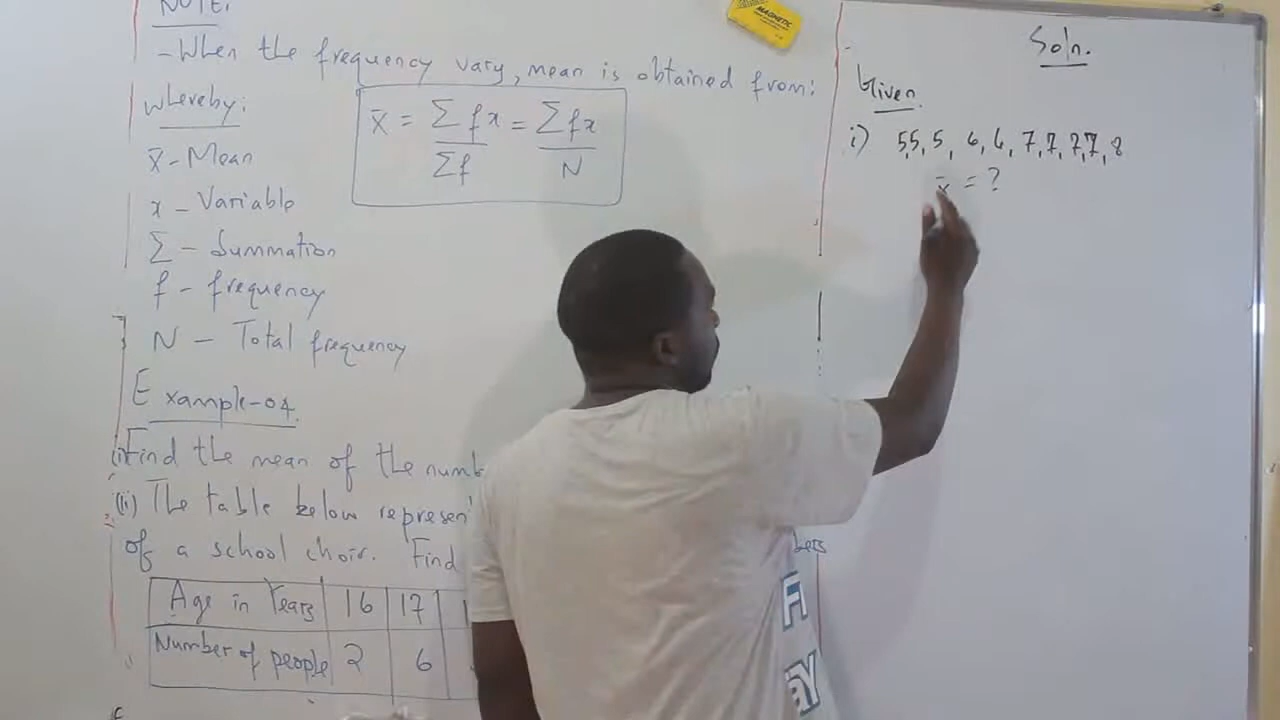 NOTE:
- When the frequency vary, mean is obtained from:
x̄ = Σfx / Σf = Σfx / N
whereby:
x̄ - Mean
x - Variable
Σ - Summation
f - frequency
N - Total frequency
Example-04
(i) Find the mean of the
(ii) The table below
of a school choir. Find
Age in Years 16 17
Number of people 2 6
Soln.
Given
i) 5,5,5, 6,6,7,7,7,7,8
x̄ = ?
MAGNETIC